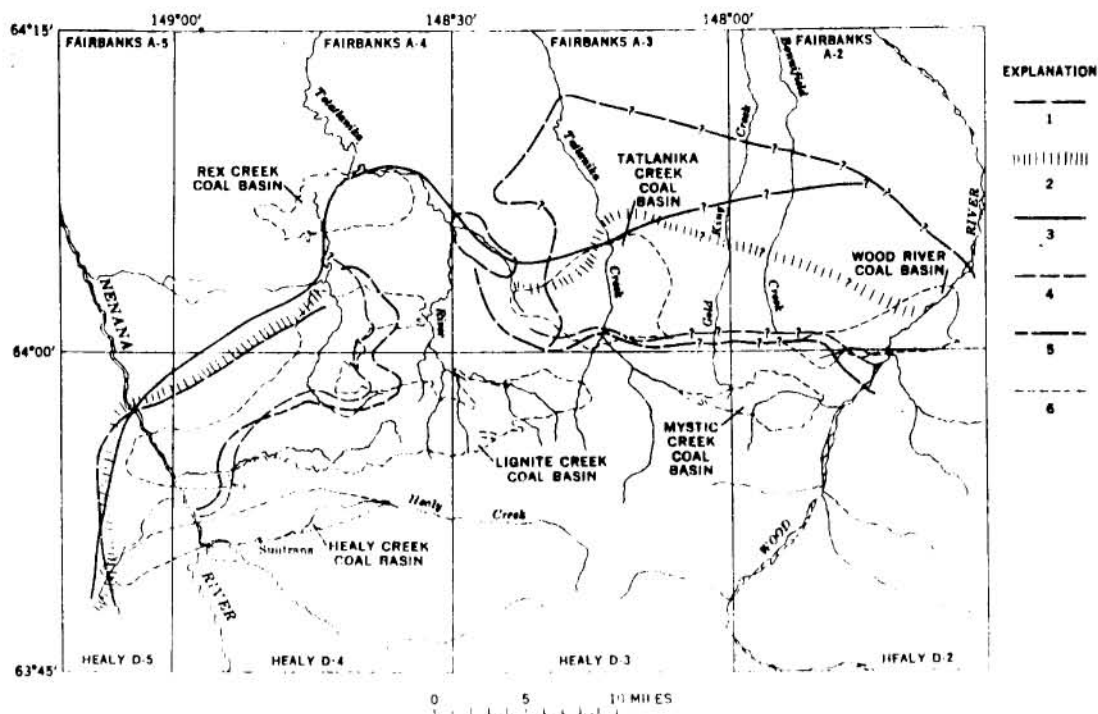 149°00'
148°30'
148°00'
64°15'
FAIRBANKS A-5
FAIRBANKS A-4
FAIRBANKS A-3
FAIRBANKS
A-2
EXPLANATION
1
2
3
4
5
6
Totatlanika
Tatlanika
Creek
Bonnifield
REX CREEK
COAL BASIN
TATLANIKA
CREEK
COAL
BASIN
King
RIVER
WOOD RIVER
COAL BASIN
NENANA
River
Creek
Gold
Creek
64°00'
LIGNITE CREEK
COAL BASIN
MYSTIC
CREEK
COAL
BASIN
Healy
Creek
WOOD
Suntrana
HEALY CREEK
COAL BASIN
RIVER
63°45'
HEALY D-5
HEALY D-4
HEALY D-3
HEALY D-2
0 5 10 MILES